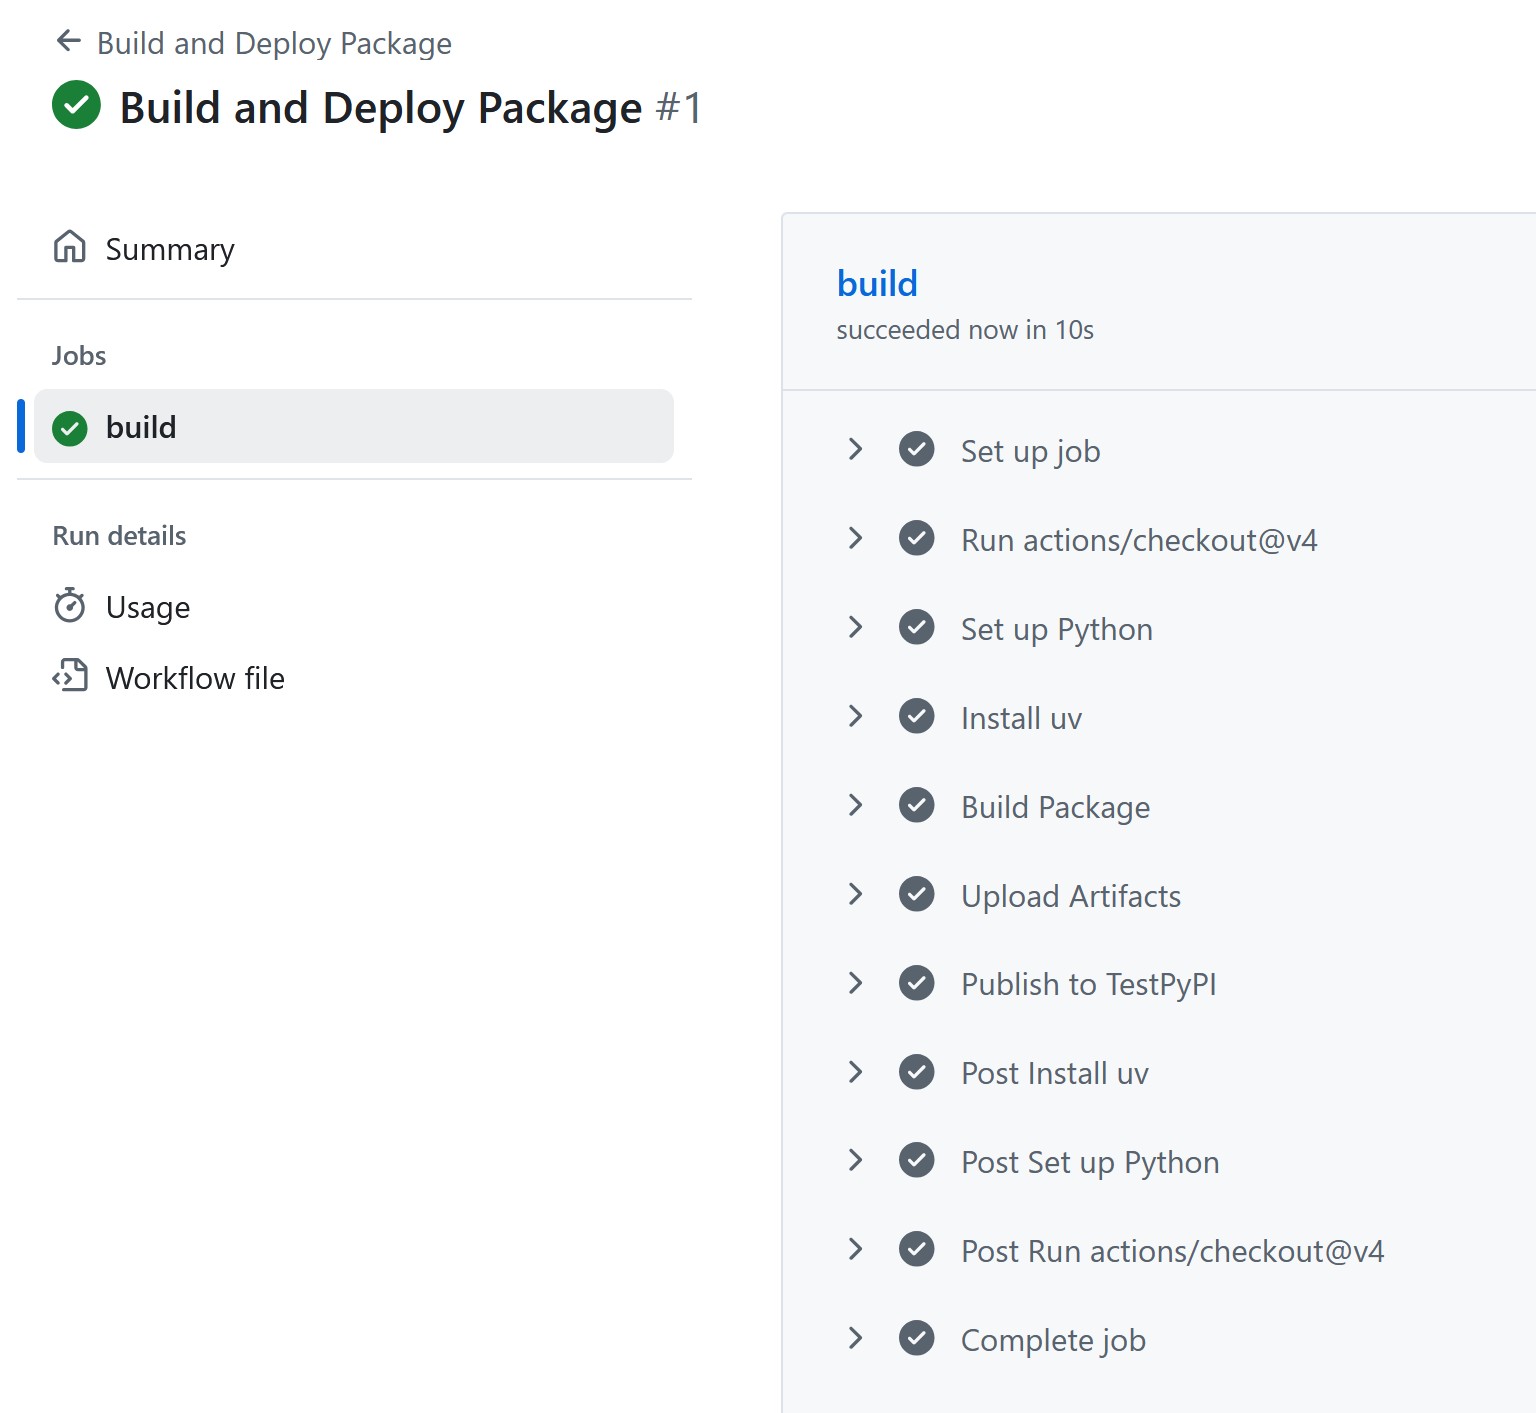 Build and Deploy Package
Build and Deploy Package #1
Summary
Jobs
build
Run details
Usage
Workflow file
build
succeeded now in 10s
Set up job
Run actions/checkout@v4
Set up Python
Install uv
Build Package
Upload Artifacts
Publish to TestPyPI
Post Install uv
Post Set up Python
Post Run actions/checkout@v4
Complete job